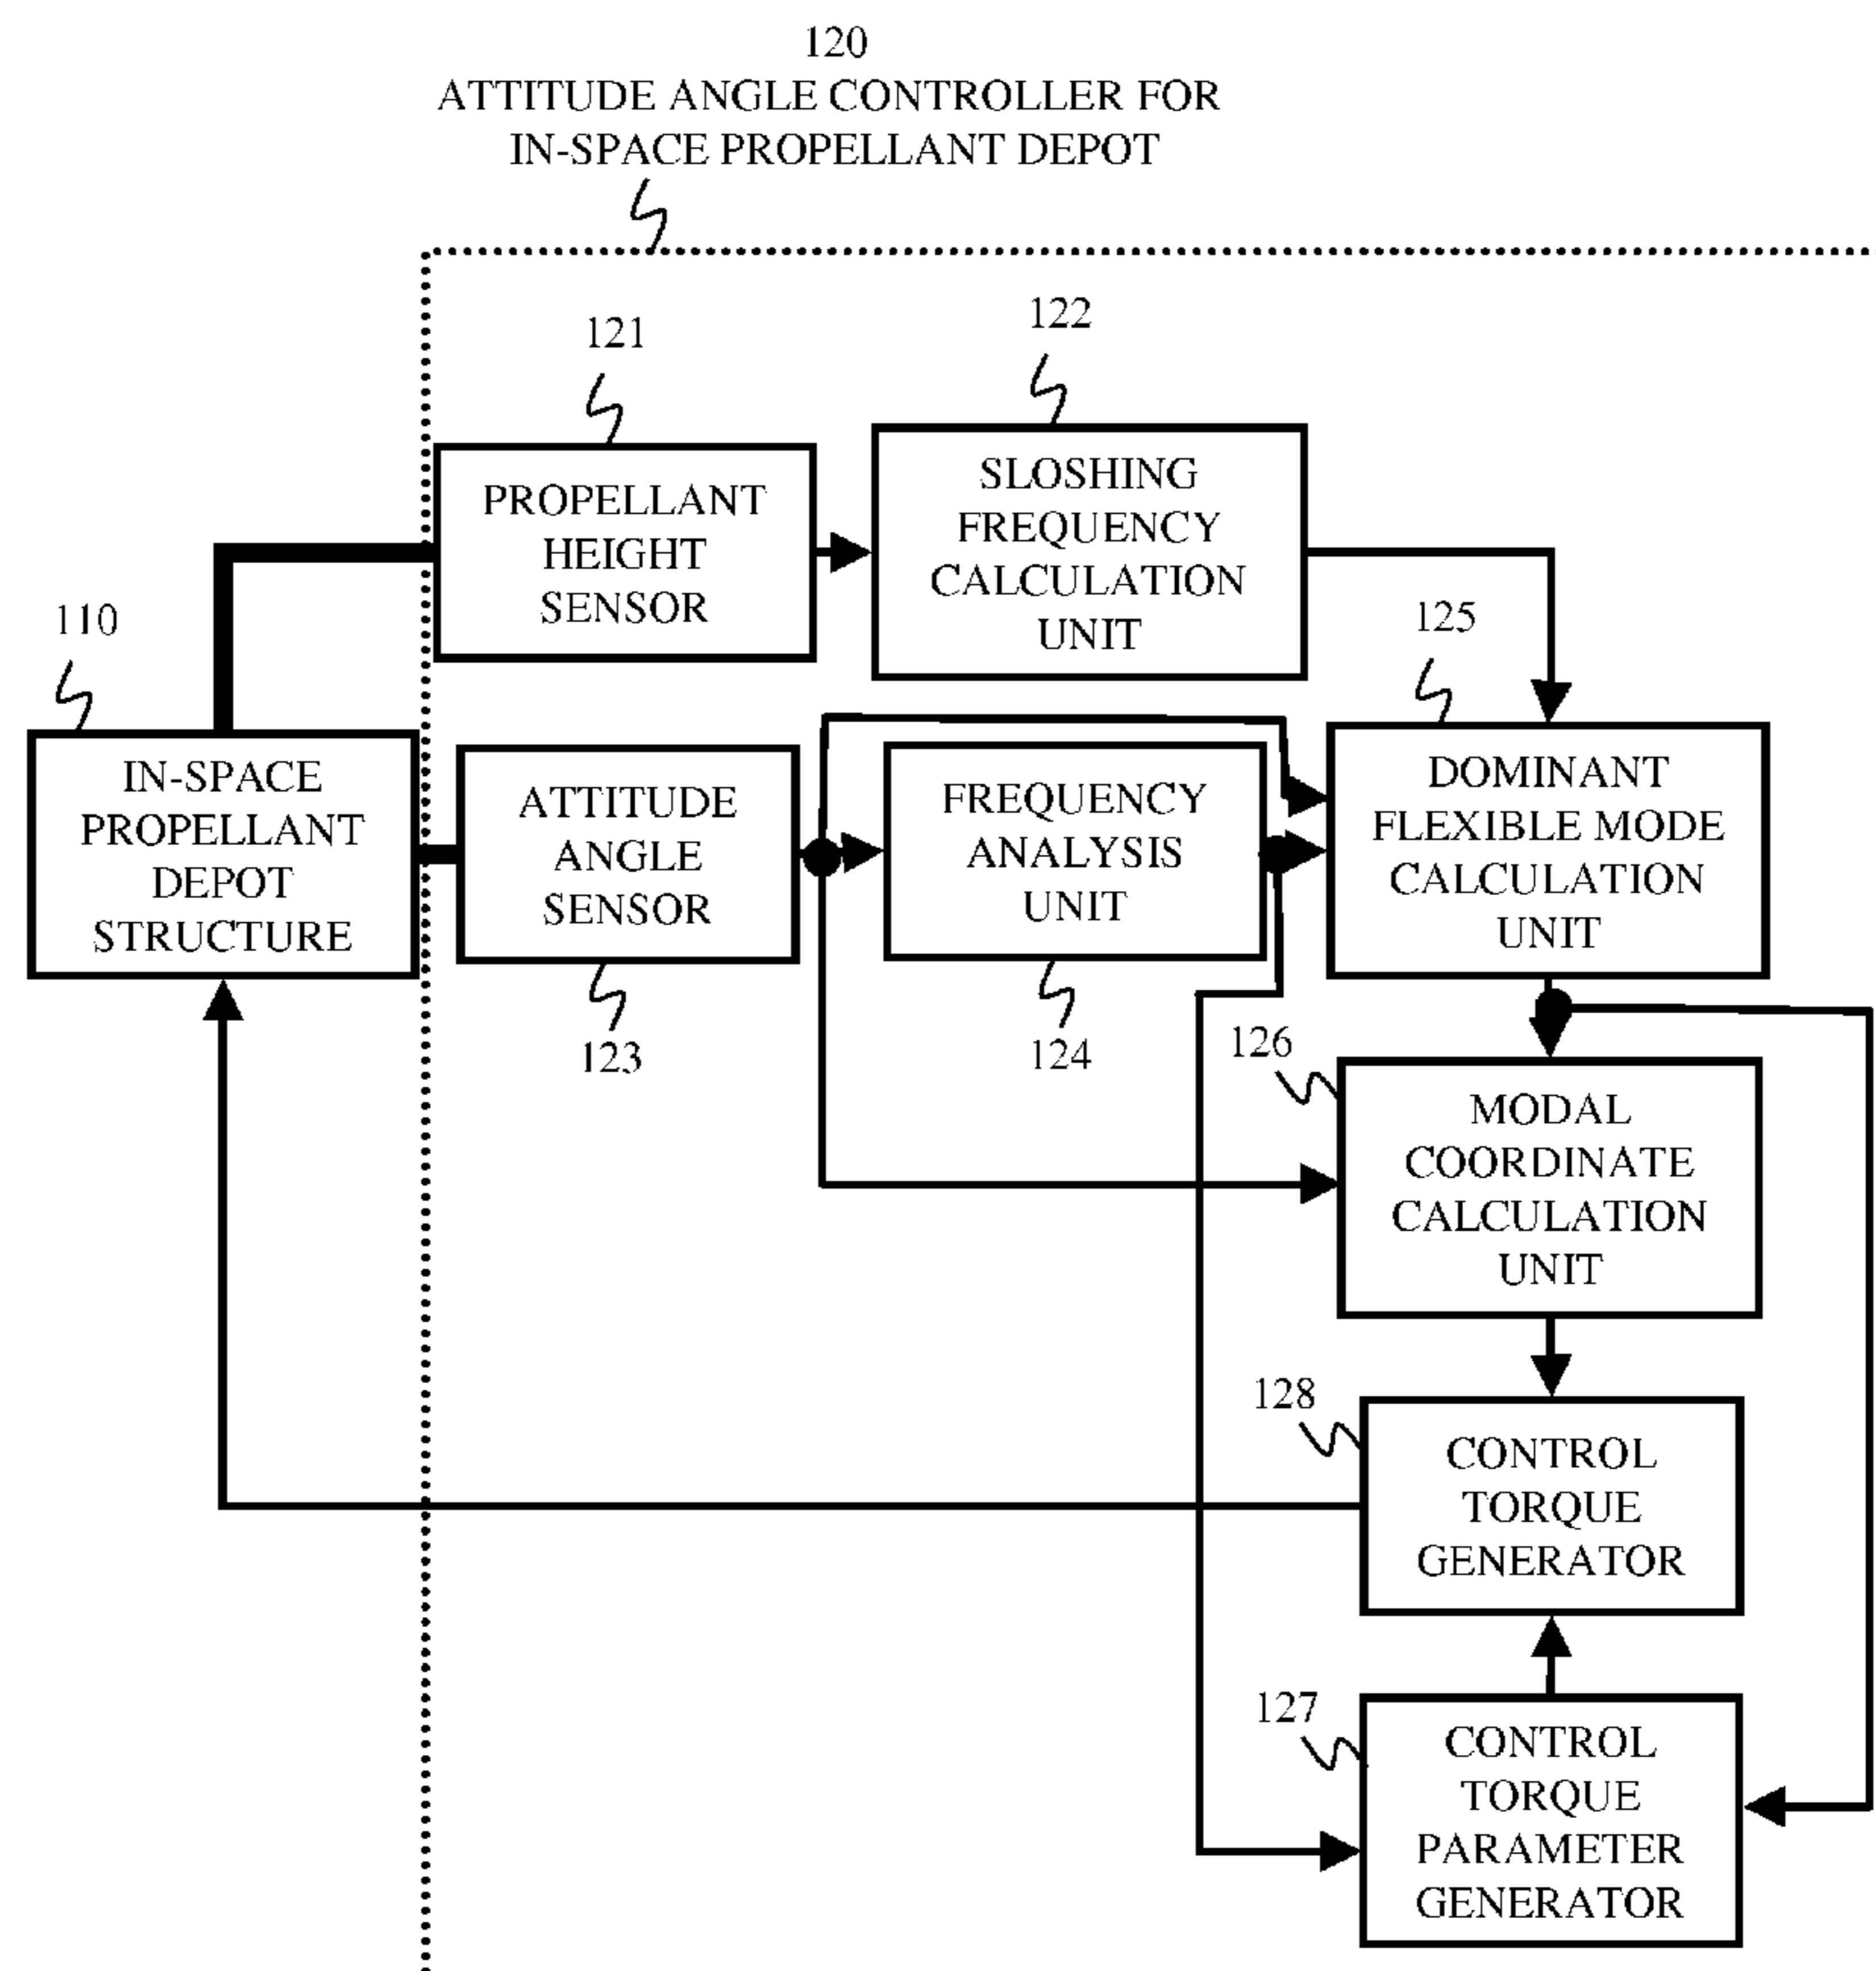 120
ATTITUDE ANGLE CONTROLLER FOR
IN-SPACE PROPELLANT DEPOT
121
PROPELLANT
HEIGHT
SENSOR
122
SLOSHING
FREQUENCY
CALCULATION
UNIT
110
IN-SPACE
PROPELLANT
DEPOT
STRUCTURE
ATTITUDE
ANGLE
SENSOR
123
FREQUENCY
ANALYSIS
UNIT
124
125
DOMINANT
FLEXIBLE MODE
CALCULATION
UNIT
126
MODAL
COORDINATE
CALCULATION
UNIT
128
CONTROL
TORQUE
GENERATOR
127
CONTROL
TORQUE
PARAMETER
GENERATOR